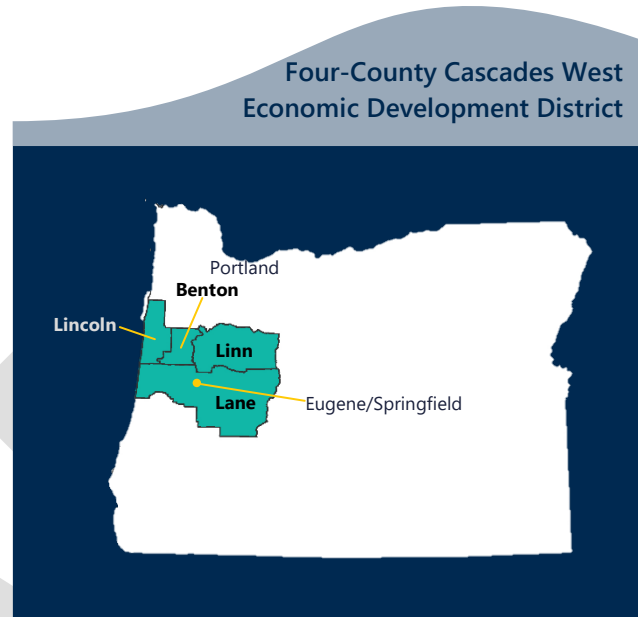 Four-County Cascades West
Economic Development District
Portland
Benton
Lincoln
Linn
Lane
Eugene/Springfield